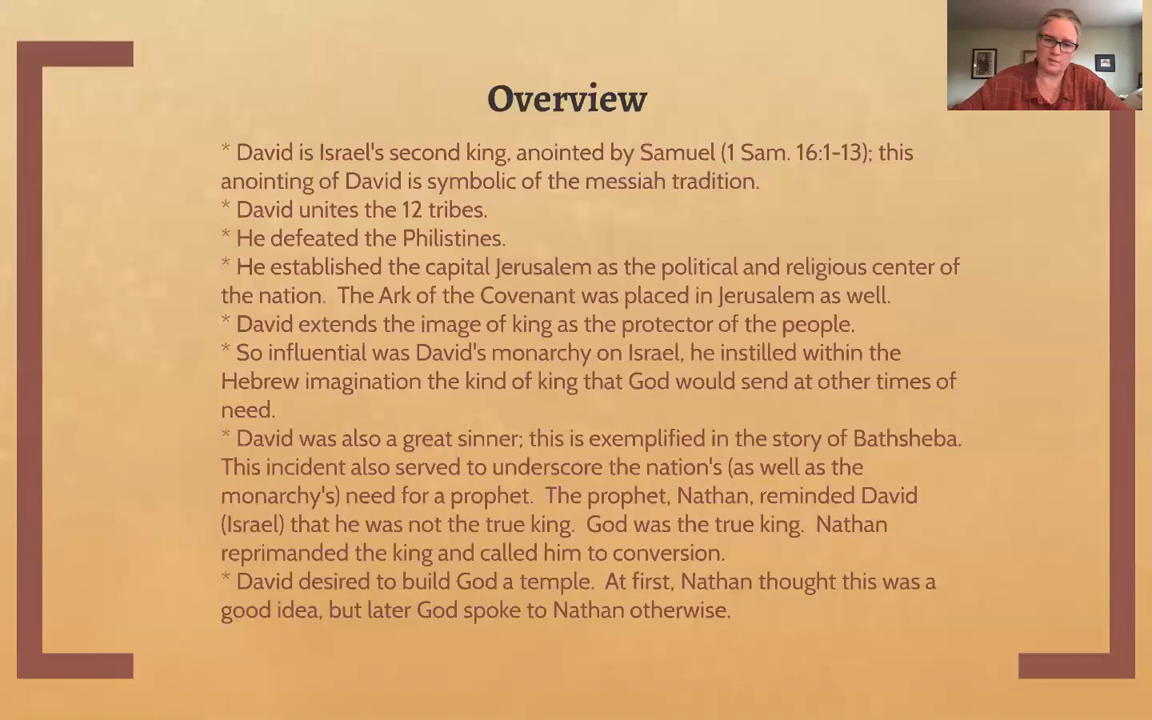 Overview
* David is Israel's second king, anointed by Samuel (1 Sam. 16:1-13); this
anointing of David is symbolic of the messiah tradition.
* David unites the 12 tribes.
* He defeated the Philistines.
* He established the capital Jerusalem as the political and religious center of
the nation.  The Ark of the Covenant was placed in Jerusalem as well.
* David extends the image of king as the protector of the people.
* So influential was David's monarchy on Israel, he instilled within the
Hebrew imagination the kind of king that God would send at other times of
need.
* David was also a great sinner; this is exemplified in the story of Bathsheba.
This incident also served to underscore the nation's (as well as the
monarchy's) need for a prophet.  The prophet, Nathan, reminded David
(Israel) that he was not the true king.  God was the true king.  Nathan
reprimanded the king and called him to conversion.
* David desired to build God a temple.  At first, Nathan thought this was a
good idea, but later God spoke to Nathan otherwise.